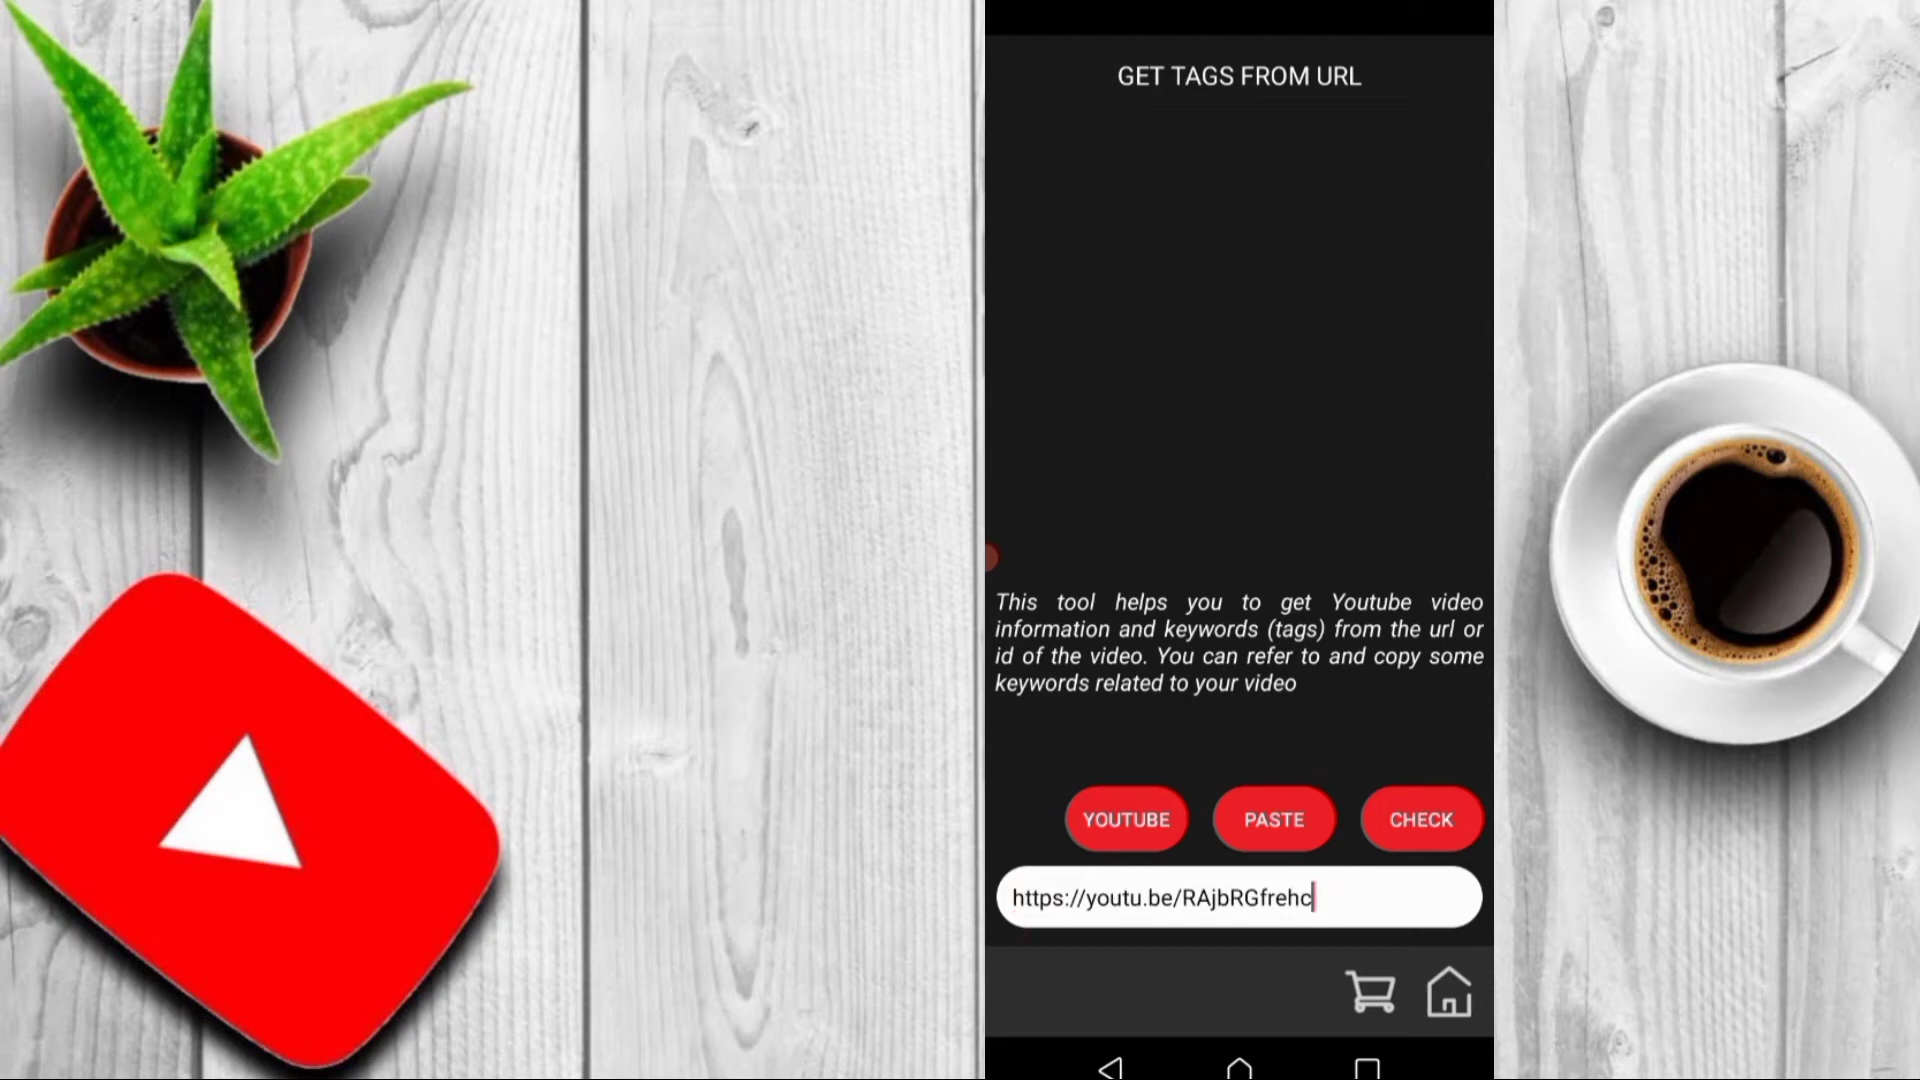 GET TAGS FROM URL
This tool helps you to get Youtube video
information and keywords (tags) from the url or
id of the video. You can refer to and copy some
keywords related to your video
YOUTUBE PASTE CHECK
https://youtu.be/RAjbRGfrehc